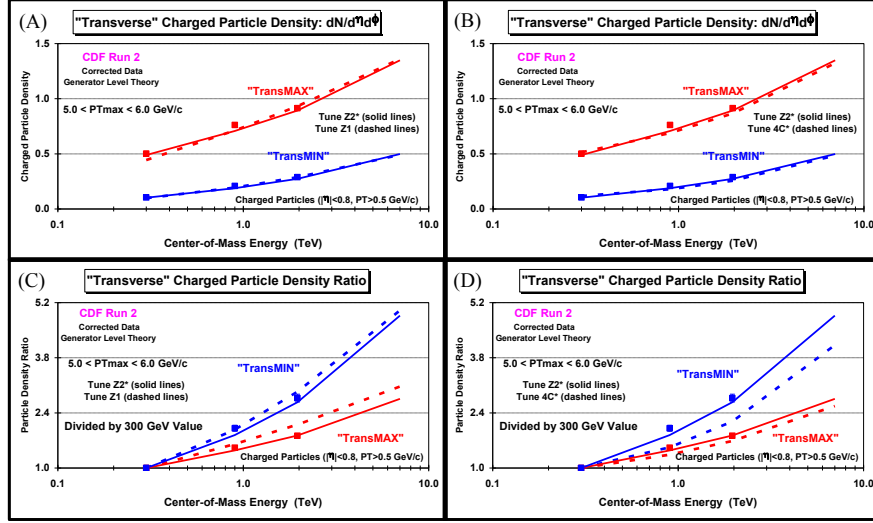 (A)
"Transverse" Charged Particle Density: dN/dηdφ
CDF Run 2
Corrected Data
Generator Level Theory
5.0 < PTmax < 6.0 GeV/c
"TransMAX"
Tune Z2* (solid lines)
Tune Z1 (dashed lines)
"TransMIN"
Charged Particles (|η|<0.8, PT>0.5 GeV/c)
Charged Particle Density
1.5
1.0
0.5
0.0
0.1
1.0
10.0
Center-of-Mass Energy (TeV)
(B)
"Transverse" Charged Particle Density: dN/dηdφ
CDF Run 2
Corrected Data
Generator Level Theory
5.0 < PTmax < 6.0 GeV/c
"TransMAX"
Tune Z2* (solid lines)
Tune 4C* (dashed lines)
"TransMIN"
Charged Particles (|η|<0.8, PT>0.5 GeV/c)
Charged Particle Density
1.5
1.0
0.5
0.0
0.1
1.0
10.0
Center-of-Mass Energy (TeV)
(C)
"Transverse" Charged Particle Density Ratio
CDF Run 2
Corrected Data
Generator Level Theory
5.0 < PTmax < 6.0 GeV/c
"TransMIN"
Tune Z2* (solid lines)
Tune Z1 (dashed lines)
Divided by 300 GeV Value
"TransMAX"
Charged Particles (|η|<0.8, PT>0.5 GeV/c)
Particle Density Ratio
5.2
3.8
2.4
1.0
0.1
1.0
10.0
Center-of-Mass Energy (TeV)
(D)
"Transverse" Charged Particle Density Ratio
CDF Run 2
Corrected Data
Generator Level Theory
5.0 < PTmax < 6.0 GeV/c
"TransMIN"
Tune Z2* (solid lines)
Tune 4C* (dashed lines)
Divided by 300 GeV Value
"TransMAX"
Charged Particles (|η|<0.8, PT>0.5 GeV/c)
Particle Density Ratio
5.2
3.8
2.4
1.0
0.1
1.0
10.0
Center-of-Mass Energy (TeV)